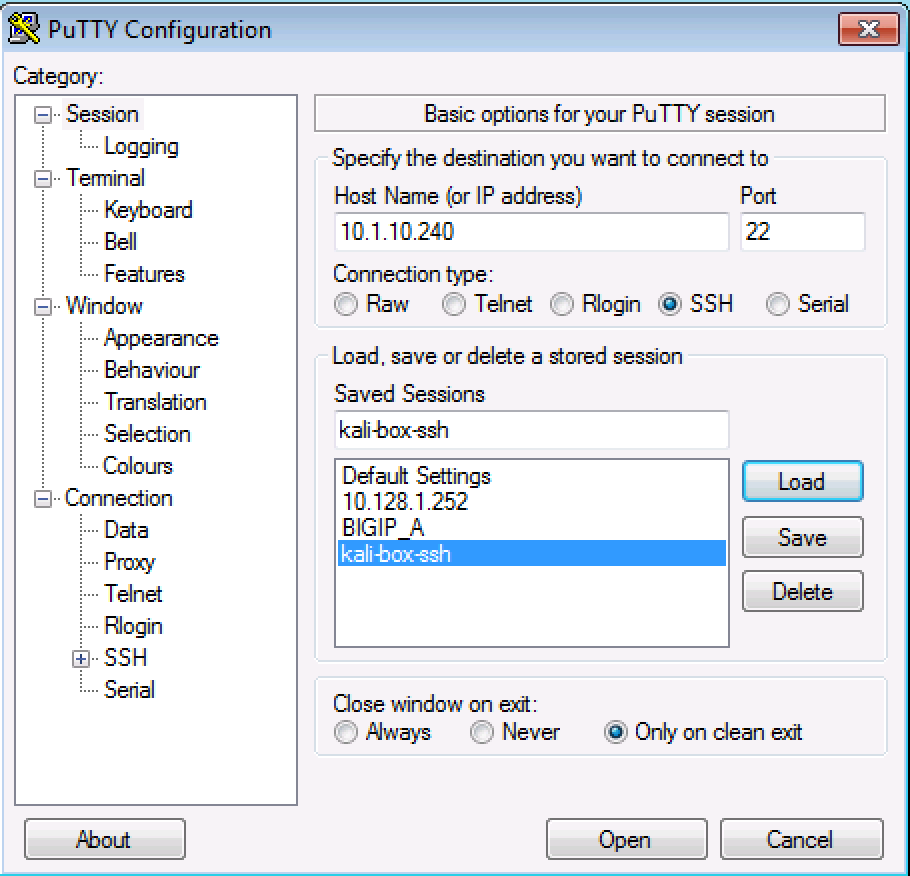 PuTTY Configuration
Category:
Session
Logging
Terminal
Keyboard
Bell
Features
Window
Appearance
Behaviour
Translation
Selection
Colours
Connection
Data
Proxy
Telnet
Rlogin
SSH
Serial
Basic options for your PuTTY session
Specify the destination you want to connect to
Host Name (or IP address) Port
10.1.10.240 22
Connection type:
Raw Telnet Rlogin SSH Serial
Load, save or delete a stored session
Saved Sessions
kali-box-ssh
Default Settings
10.128.1.252
BIGIP_A
kali-box-ssh
Load
Save
Delete
Close window on exit:
Always Never Only on clean exit
About Open Cancel